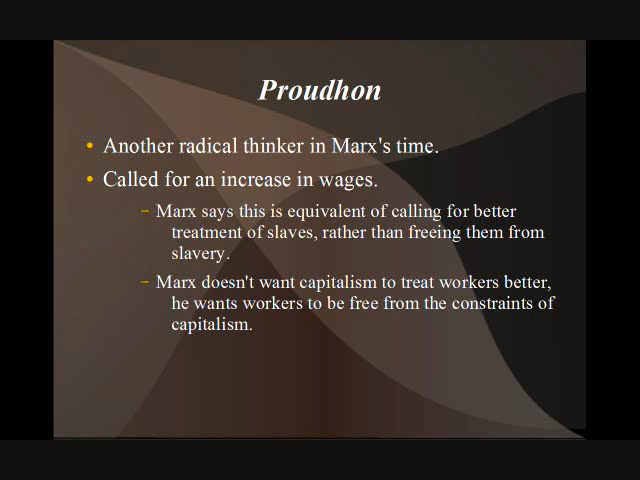 Proudhon
• Another radical thinker in Marx's time.
• Called for an increase in wages.
– Marx says this is equivalent of calling for better
treatment of slaves, rather than freeing them from
slavery.
– Marx doesn't want capitalism to treat workers better,
he wants workers to be free from the constraints of
capitalism.